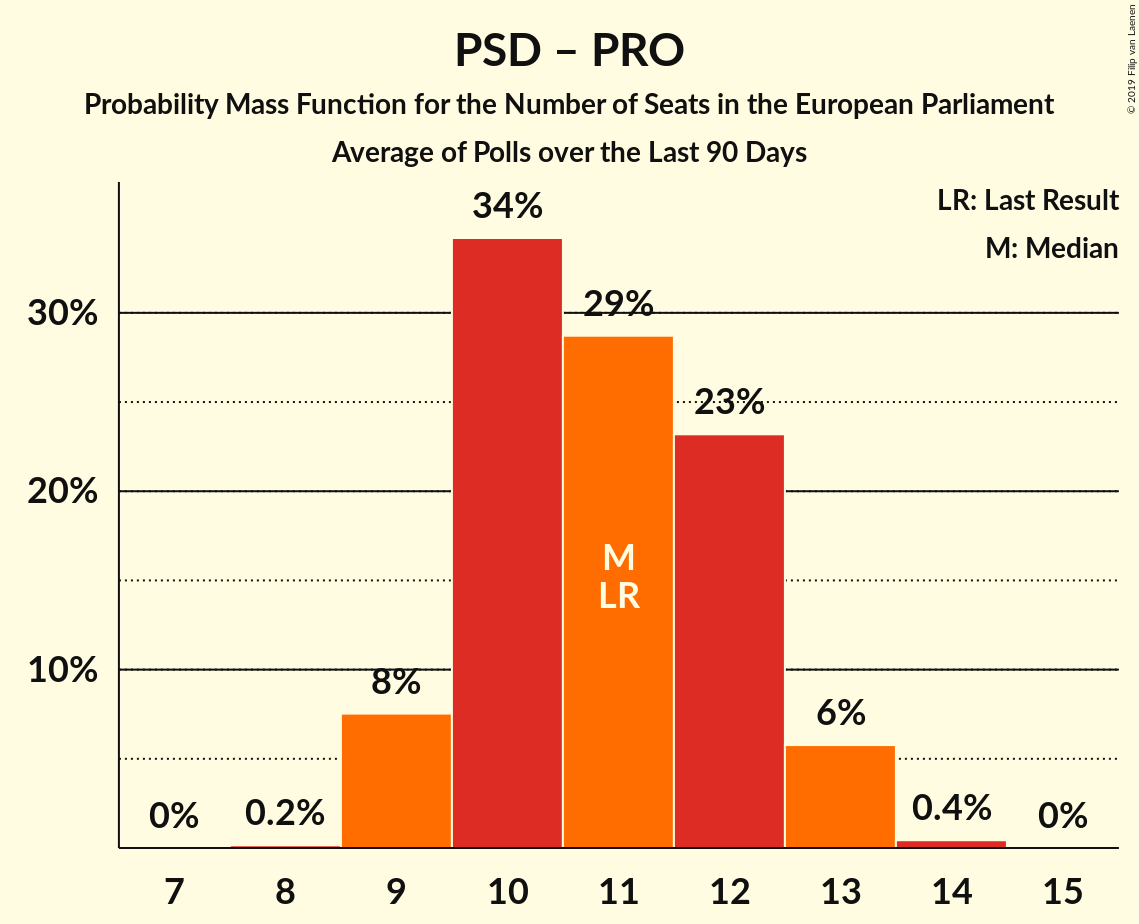 PSD – PRO
Probability Mass Function for the Number of Seats in the European Parliament
Average of Polls over the Last 90 Days
© 2019 Filip van Laenen
LR: Last Result
M: Median
34%
29%
23%
8%
6%
0%
0.2%
0.4%
0%
30%
20%
10%
M
LR
7 8 9 10 11 12 13 14 15